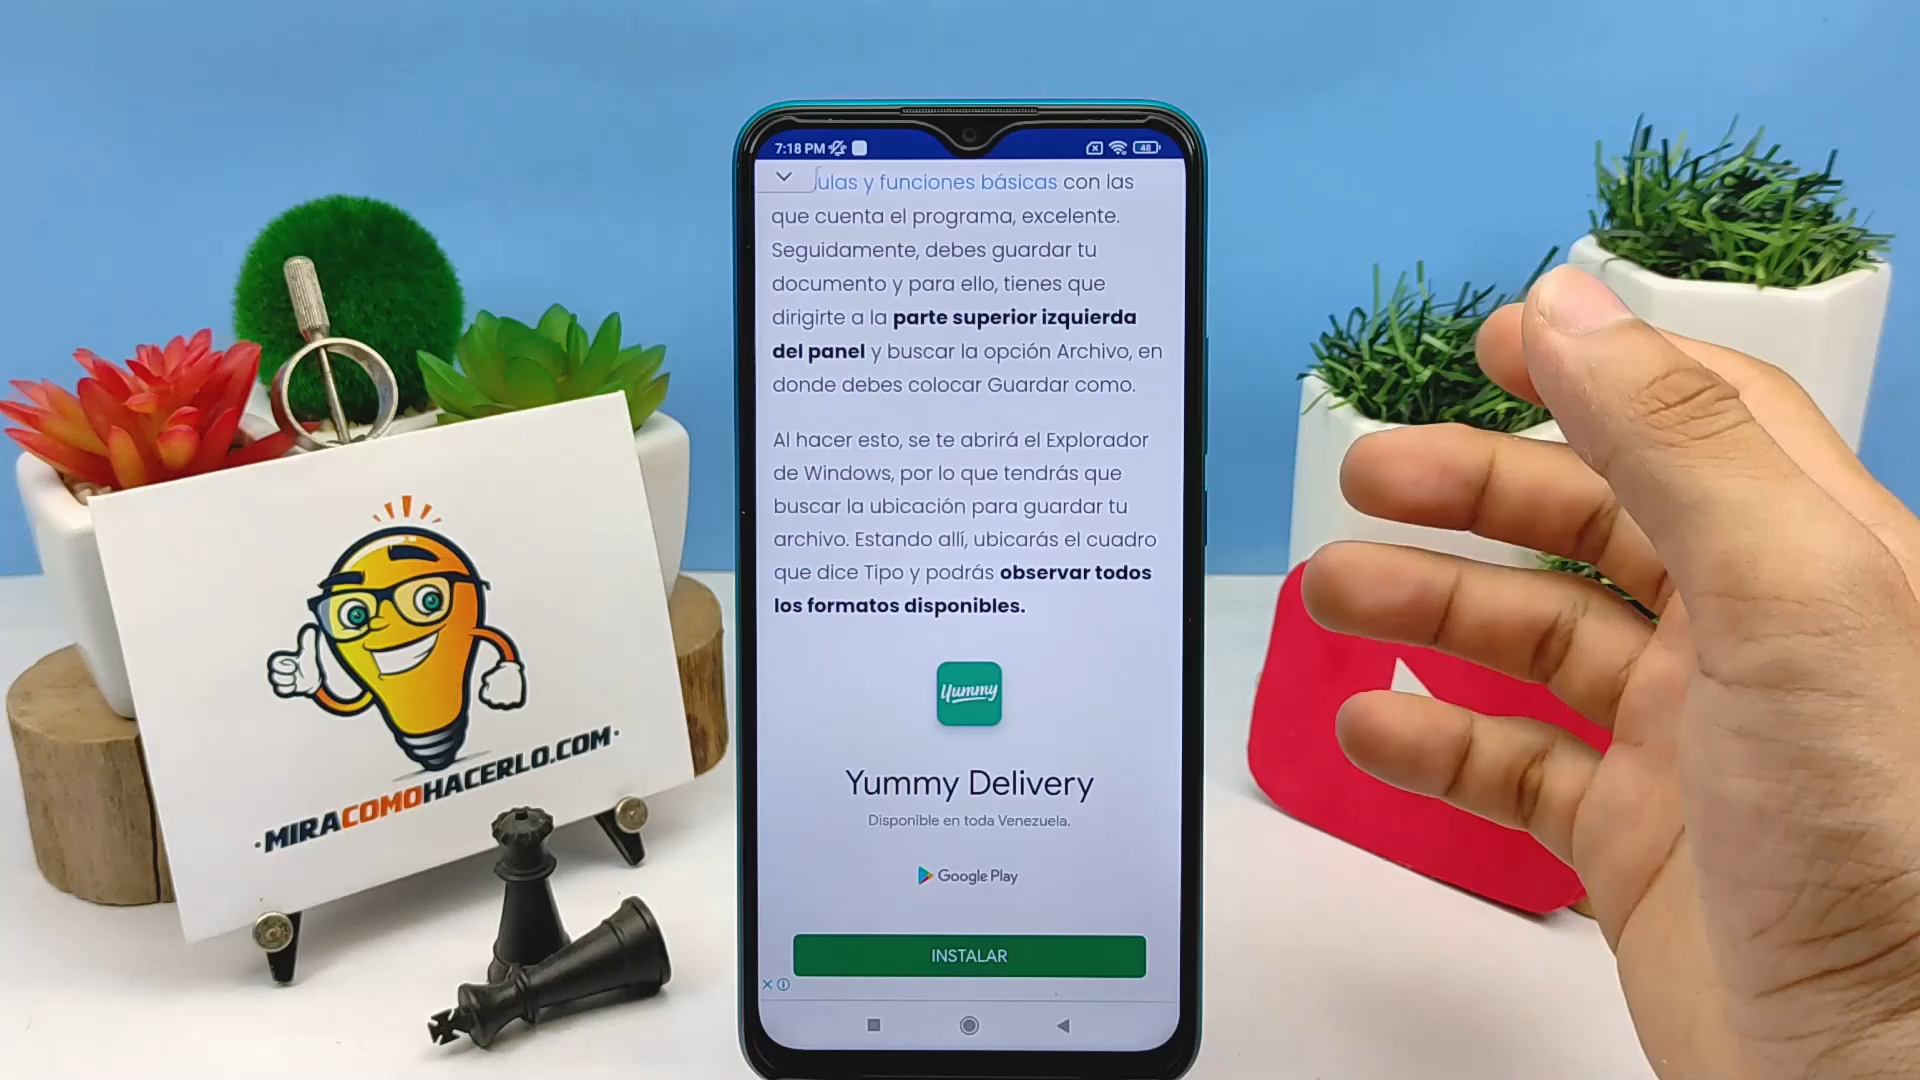 7:18 PM
48
ulas y funciones básicas con las
que cuenta el programa, excelente.
Seguidamente, debes guardar tu
documento y para ello, tienes que
dirigirte a la parte superior izquierda
del panel y buscar la opción Archivo, en
donde debes colocar Guardar como.
Al hacer esto, se te abrirá el Explorador
de Windows, por lo que tendrás que
buscar la ubicación para guardar tu
archivo. Estando allí, ubicarás el cuadro
que dice Tipo y podrás observar todos
los formatos disponibles.
Yummy
Yummy Delivery
Disponible en toda Venezuela.
Google Play
INSTALAR
·MIRACOMOHACERLO.COM·